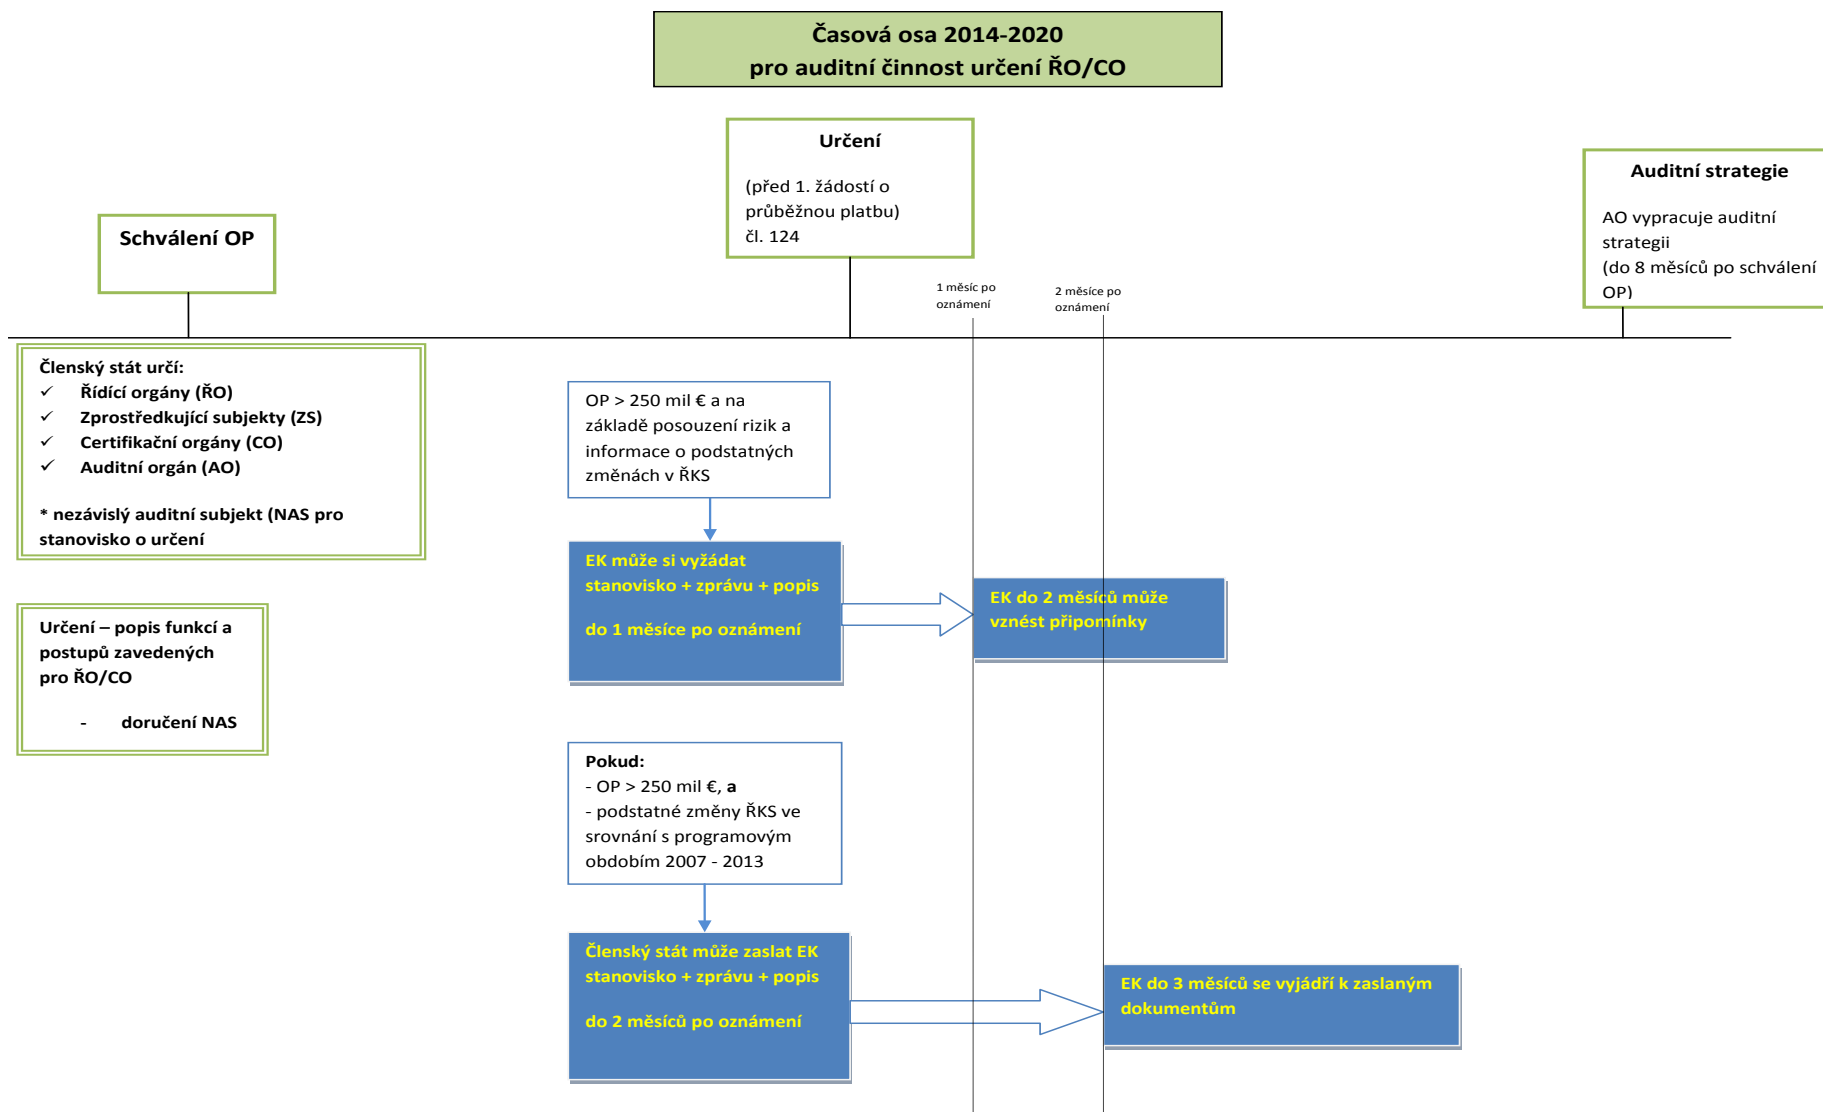 Časová osa 2014-2020
pro auditní činnost určení ŘO/CO
Určení
(před 1. žádostí o
průběžnou platbu)
čl. 124
Auditní strategie
AO vypracuje auditní
strategii
(do 8 měsíců po schválení
OP)
Schválení OP
1 měsíc po
oznámení
2 měsíce po
oznámení
Členský stát určí:
✓ Řídící orgány (ŘO)
✓ Zprostředkující subjekty (ZS)
✓ Certifikační orgány (CO)
✓ Auditní orgán (AO)
* nezávislý auditní subjekt (NAS pro
stanovisko o určení
Určení – popis funkcí a
postupů zavedených
pro ŘO/CO
- doručení NAS
OP > 250 mil € a na
základě posouzení rizik a
informace o podstatných
změnách v ŘKS
EK může si vyžádat
stanovisko + zprávu + popis
do 1 měsíce po oznámení
EK do 2 měsíců může
vznést připomínky
Pokud:
- OP > 250 mil €, a
- podstatné změny ŘKS ve
srovnání s programovým
obdobím 2007 - 2013
Členský stát může zaslat EK
stanovisko + zprávu + popis
do 2 měsíců po oznámení
EK do 3 měsíců se vyjádří k zaslaným
dokumentům